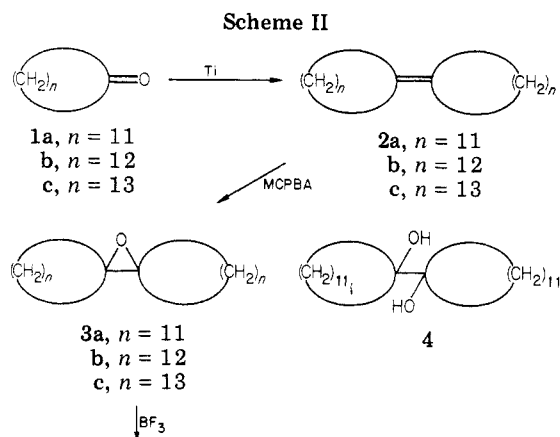 Scheme II
(CH₂)ₙ =O Ti (CH₂)ₙ (CH₂)ₙ
1a, n = 11 2a, n = 11
b, n = 12 b, n = 12
c, n = 13 c, n = 13
MCPBA
O OH
(CH₂)ₙ (CH₂)ₙ (CH₂)₁₁ (CH₂)₁₁
HO
3a, n = 11 4
b, n = 12
c, n = 13
BF₃